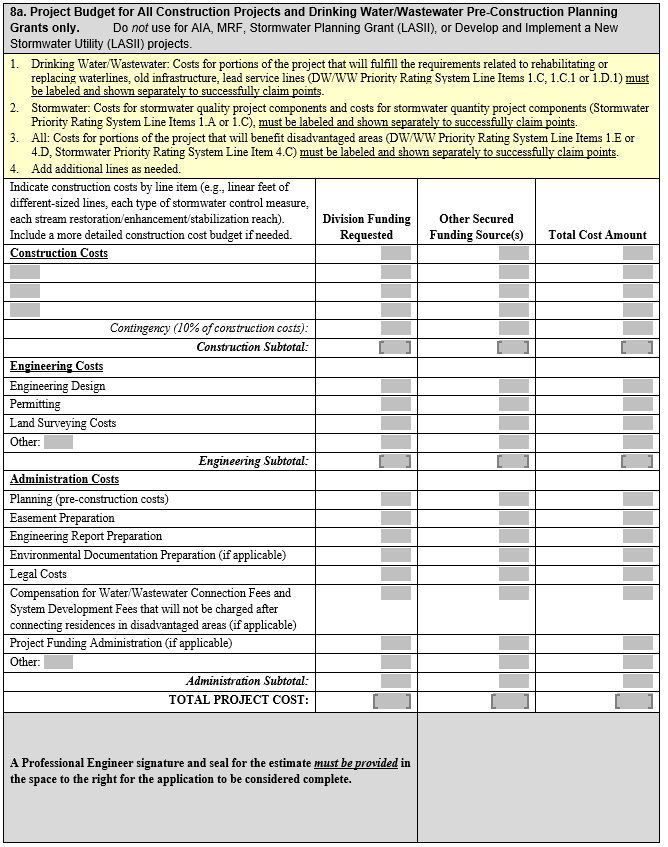 8a. Project Budget for All Construction Projects and Drinking Water/Wastewater Pre-Construction Planning
Grants only. Do not use for AIA, MRF, Stormwater Planning Grant (LASII), or Develop and Implement a New
Stormwater Utility (LASII) projects.
1. Drinking Water/Wastewater: Costs for portions of the project that will fulfill the requirements related to rehabilitating or
replacing waterlines, old infrastructure, lead service lines (DW/WW Priority Rating System Line Items 1.C, 1.C.1 or 1.D.1) must
be labeled and shown separately to successfully claim points.
2. Stormwater: Costs for stormwater quality project components and costs for stormwater quantity project components (Stormwater
Priority Rating System Line Items 1.A or 1.C), must be labeled and shown separately to successfully claim points.
3. All: Costs for portions of the project that will benefit disadvantaged areas (DW/WW Priority Rating System Line Items 1.E or
4.D, Stormwater Priority Rating System Line Item 4.C) must be labeled and shown separately to successfully claim points.
4. Add additional lines as needed.
Indicate construction costs by line item (e.g., linear feet of
different-sized lines, each type of stormwater control measure,
each stream restoration/enhancement/stabilization reach).
Include a more detailed construction cost budget if needed.
Division Funding
Requested
Other Secured
Funding Source(s)
Total Cost Amount
Construction Costs
Contingency (10% of construction costs):
Construction Subtotal:
Engineering Costs
Engineering Design
Permitting
Land Surveying Costs
Other:
Engineering Subtotal:
Administration Costs
Planning (pre-construction costs)
Easement Preparation
Engineering Report Preparation
Environmental Documentation Preparation (if applicable)
Legal Costs
Compensation for Water/Wastewater Connection Fees and
System Development Fees that will not be charged after
connecting residences in disadvantaged areas (if applicable)
Project Funding Administration (if applicable)
Other:
Administration Subtotal:
TOTAL PROJECT COST:
A Professional Engineer signature and seal for the estimate must be provided in
the space to the right for the application to be considered complete.